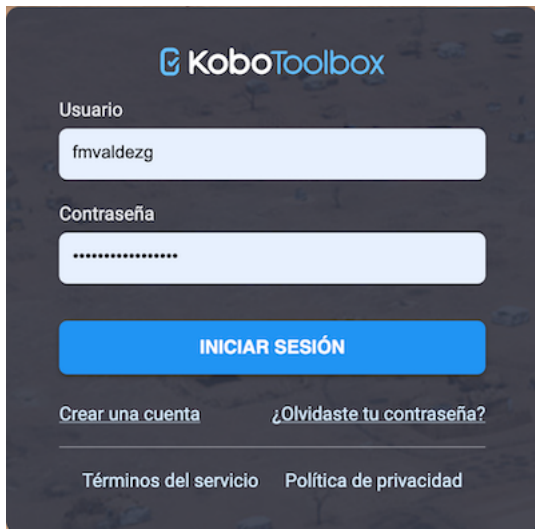 KoboToolbox
Usuario
fmvaldezg
Contraseña
•••••••••••••••••
INICIAR SESIÓN
Crear una cuenta ¿Olvidaste tu contraseña?
Términos del servicio Política de privacidad